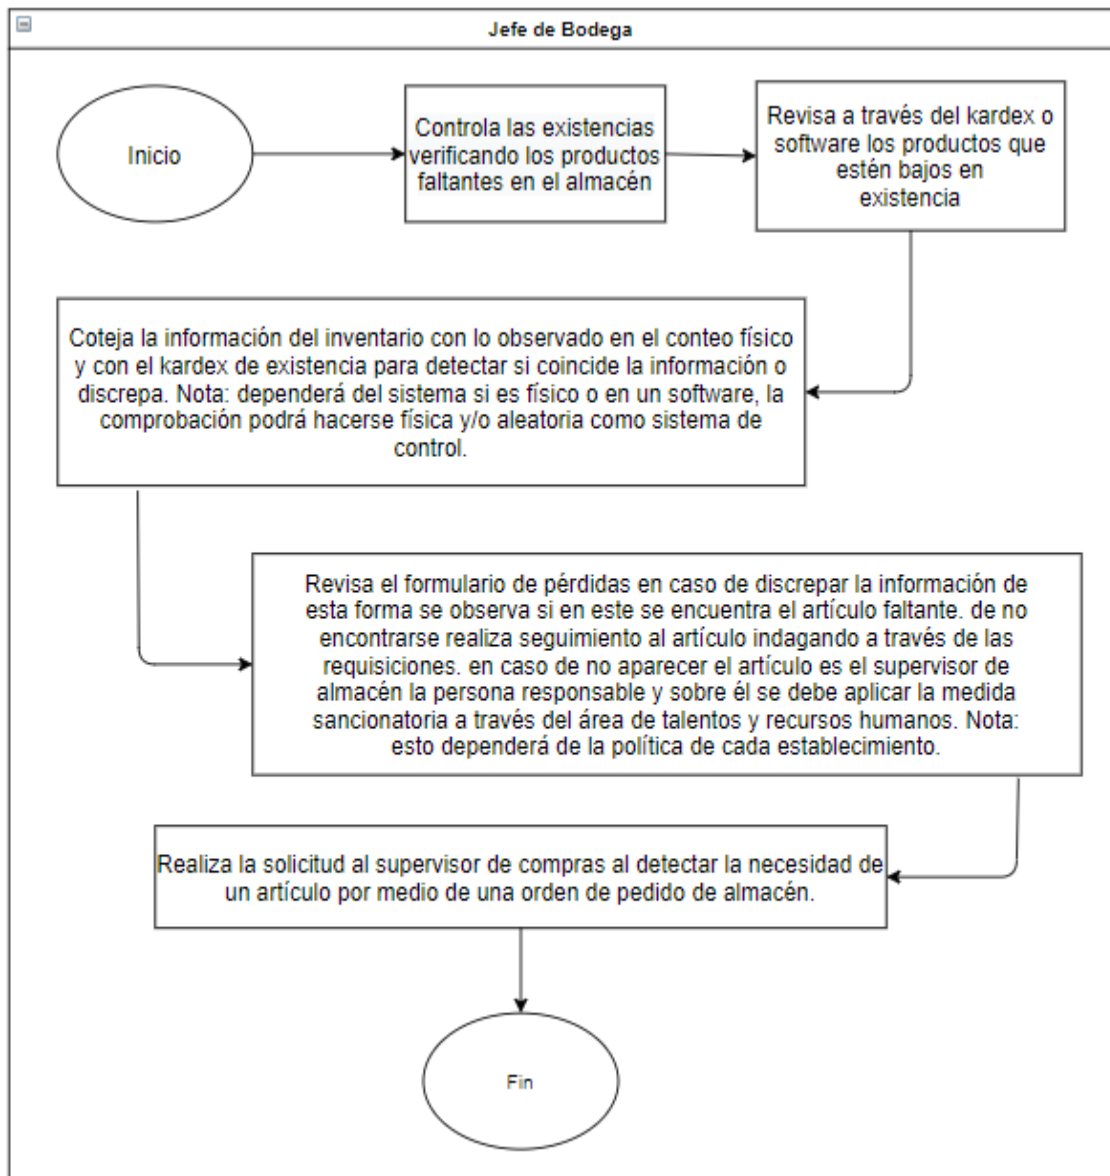 Jefe de Bodega
Inicio
Controla las existencias
verificando los productos
faltantes en el almacén
Revisa a través del kardex o
software los productos que
estén bajos en
existencia
Coteja la información del inventario con lo observado en el conteo físico
y con el kardex de existencia para detectar si coincide la información o
discrepa. Nota: dependerá del sistema si es físico o en un software, la
comprobación podrá hacerse física y/o aleatoria como sistema de
control.
Revisa el formulario de pérdidas en caso de discrepar la información de
esta forma se observa si en este se encuentra el artículo faltante. de no
encontrarse realiza seguimiento al artículo indagando a través de las
requisiciones. en caso de no aparecer el artículo es el supervisor de
almacén la persona responsable y sobre él se debe aplicar la medida
sancionatoria a través del área de talentos y recursos humanos. Nota:
esto dependerá de la política de cada establecimiento.
Realiza la solicitud al supervisor de compras al detectar la necesidad de
un artículo por medio de una orden de pedido de almacén.
Fin